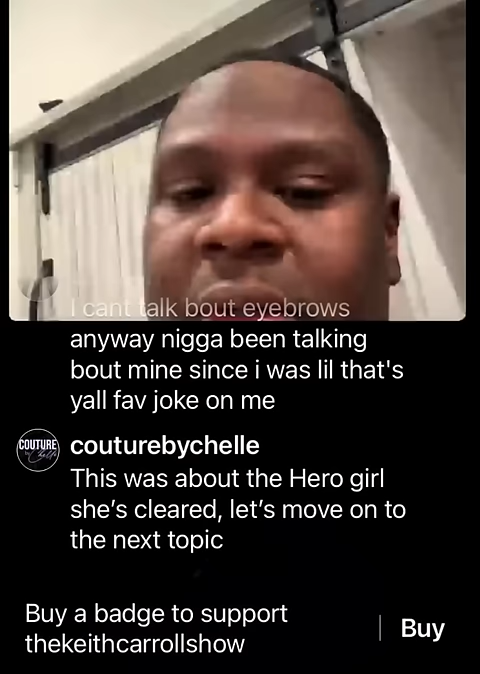 I cant talk bout eyebrows
anyway nigga been talking
bout mine since i was lil that's
yall fav joke on me
COUTURE
by Chelle
couturebychelle
This was about the Hero girl
she's cleared, let's move on to
the next topic
Buy a badge to support
thekeithcarrollshow
Buy